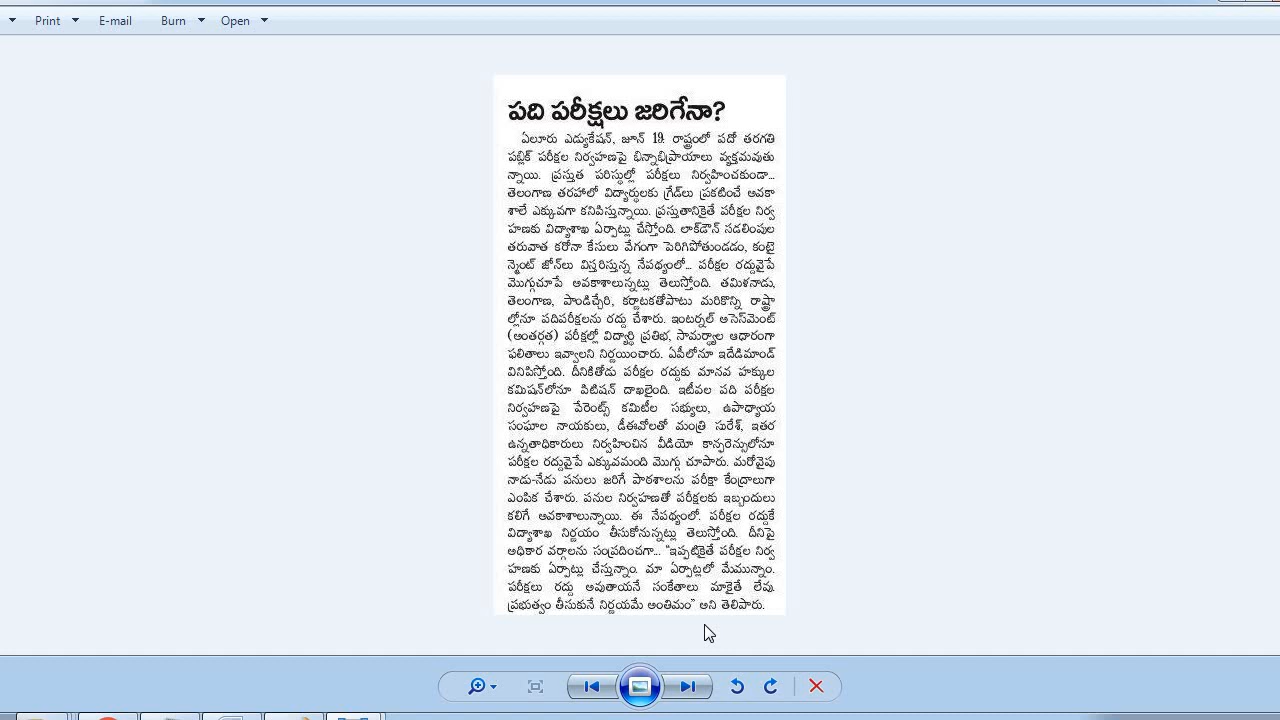 Print E-mail Burn Open
పది పరీక్షలు జరిగేనా?
ఏలూరు ఎడ్యుకేషన్, జూన్ 19: రాష్ట్రంలో పదో తరగతి
పబ్లిక్ పరీక్షల నిర్వహణపై భిన్నాభిప్రాయాలు వ్యక్తమవుతు
న్నాయి. ప్రస్తుత పరిస్థుల్లో పరీక్షలు నిర్వహించకుండా...
తెలంగాణ తరహాలో విద్యార్థులకు గ్రేడ్‌లు ప్రకటించే అవకా
శాలే ఎక్కువగా కనిపిస్తున్నాయి. ప్రస్తుతానికైతే పరీక్షల నిర్వ
హణకు విద్యాశాఖ ఏర్పాట్లు చేస్తోంది. లాక్‌డౌన్ సడలింపుల
తరువాత కరోనా కేసులు వేగంగా పెరిగిపోతుండడం, కంటై
న్మెంట్ జోన్‌లు విస్తరిస్తున్న నేపథ్యంలో... పరీక్షల రద్దువైపే
మొగ్గుచూపే అవకాశాలున్నట్లు తెలుస్తోంది. తమిళనాడు,
తెలంగాణ, పాండిచ్చేరి, కర్ణాటకతోపాటు మరికొన్ని రాష్ట్రా
ల్లోనూ పదిపరీక్షలను రద్దు చేశారు. ఇంటర్నల్ అసెస్‌మెంట్
(అంతర్గత) పరీక్షల్లో విద్యార్థి ప్రతిభ, సామర్థ్యాల ఆధారంగా
ఫలితాలు ఇవ్వాలని నిర్ణయించారు. ఏపీలోనూ ఇదేడిమాండ్
వినిపిస్తోంది. దీనికితోడు పరీక్షల రద్దుకు మానవ హక్కుల
కమిషన్‌లోనూ పిటిషన్ దాఖలైంది. ఇటీవల పది పరీక్షల
నిర్వహణపై పేరెంట్స్ కమిటీల సభ్యులు, ఉపాధ్యాయ
సంఘాల నాయకులు, డీఈవోలతో మంత్రి సురేశ్, ఇతర
ఉన్నతాధికారులు నిర్వహించిన వీడియో కాన్ఫరెన్సులోనూ
పరీక్షల రద్దువైపే ఎక్కువమంది మొగ్గు చూపారు. మరోవైపు
నాడు-నేడు పనులు జరిగే పాఠశాలను పరీక్షా కేంద్రాలుగా
ఎంపిక చేశారు. పనుల నిర్వహణతో పరీక్షలకు ఇబ్బందులు
కలిగే అవకాశాలున్నాయి. ఈ నేపథ్యంలో పరీక్షల రద్దుకే
విద్యాశాఖ నిర్ణయం తీసుకోనున్నట్లు తెలుస్తోంది. దీనిపై
అధికార వర్గాలను సంప్రదించగా... "ఇప్పటికైతే పరీక్షల నిర్వ
హణకు ఏర్పాట్లు చేస్తున్నాం. మా ఏర్పాట్లలో మేమున్నాం.
పరీక్షలు రద్దు అవుతాయనే సంకేతాలు మాకైతే లేవు.
ప్రభుత్వం తీసుకునే నిర్ణయమే అంతిమం" అని తెలిపారు.